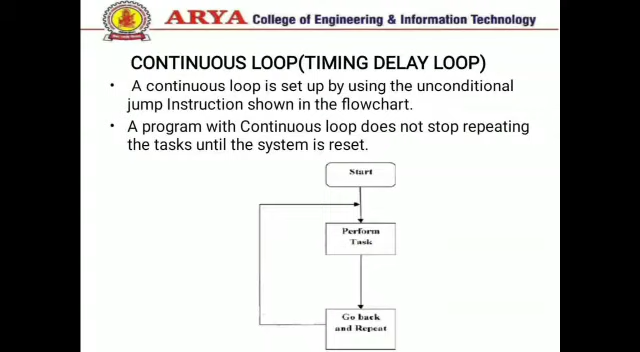 ARYA College of Engineering & Information Technology
CONTINUOUS LOOP(TIMING DELAY LOOP)
• A continuous loop is set up by using the unconditional
jump Instruction shown in the flowchart.
• A program with Continuous loop does not stop repeating
the tasks until the system is reset.
Start
Perform
Task
Go back
and Repeat